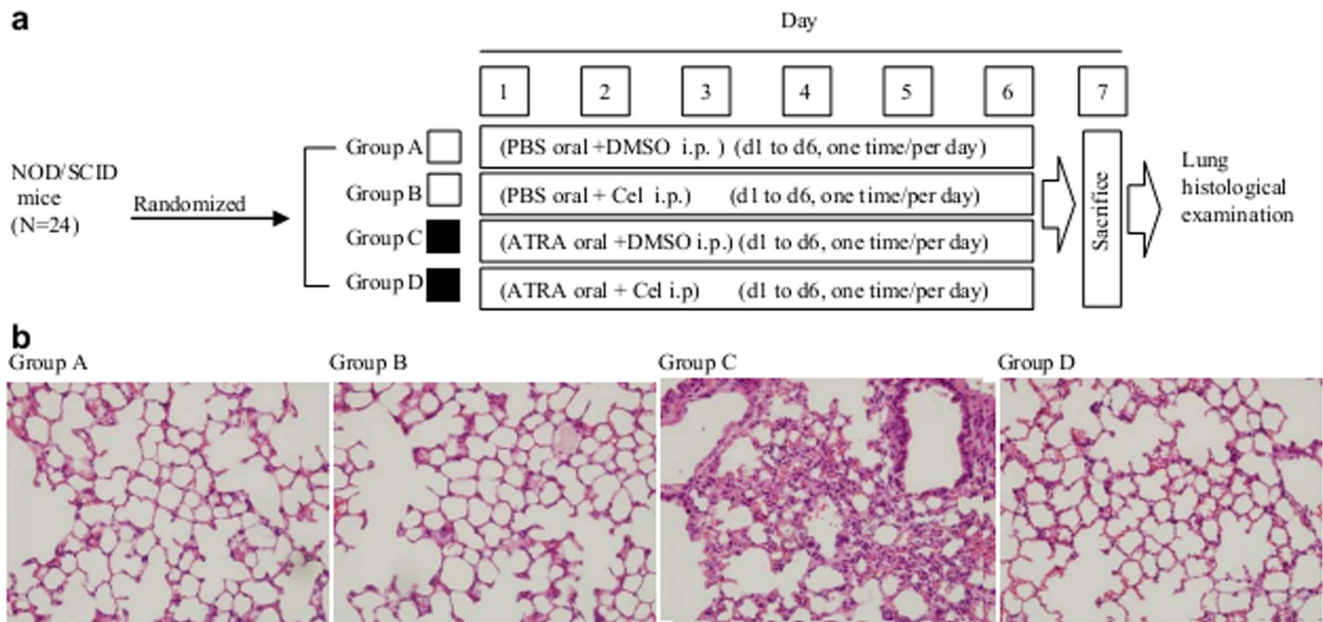 a
Day
1 2 3 4 5 6 7
NOD/SCID
mice
(N=24)
Randomized
Group A (PBS oral +DMSO i.p. ) (d1 to d6, one time/per day)
Group B (PBS oral + Cel i.p.) (d1 to d6, one time/per day)
Group C (ATRA oral +DMSO i.p.) (d1 to d6, one time/per day)
Group D (ATRA oral + Cel i.p) (d1 to d6, one time/per day)
Sacrifice
Lung
histological
examination
b
Group A Group B Group C Group D